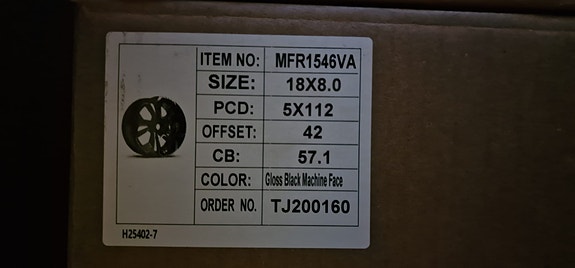 ITEM NO: MFR1546VA
SIZE: 18X8.0
PCD: 5X112
OFFSET: 42
CB: 57.1
COLOR: Gloss Black Machine Face
ORDER NO. TJ200160
H25402-7